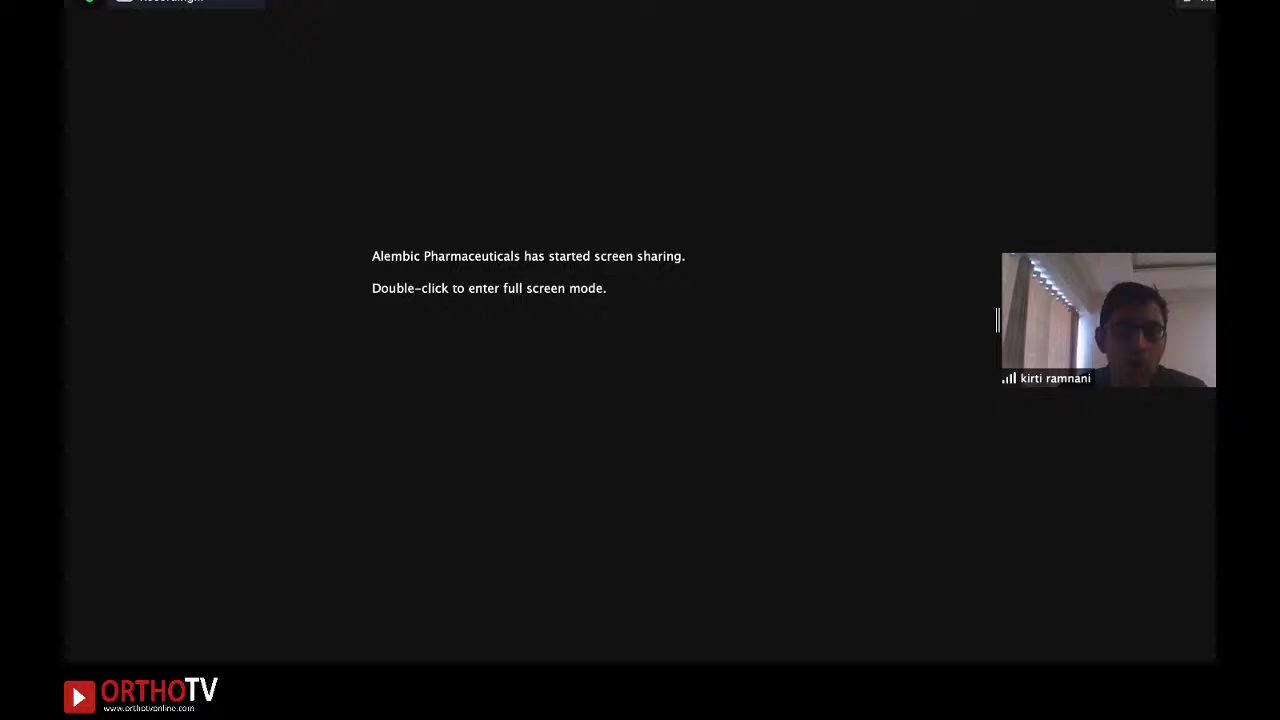 Alembic Pharmaceuticals has started screen sharing.
Double-click to enter full screen mode.
kirti ramnani
ORTHOTV
www.orthotvonline.com